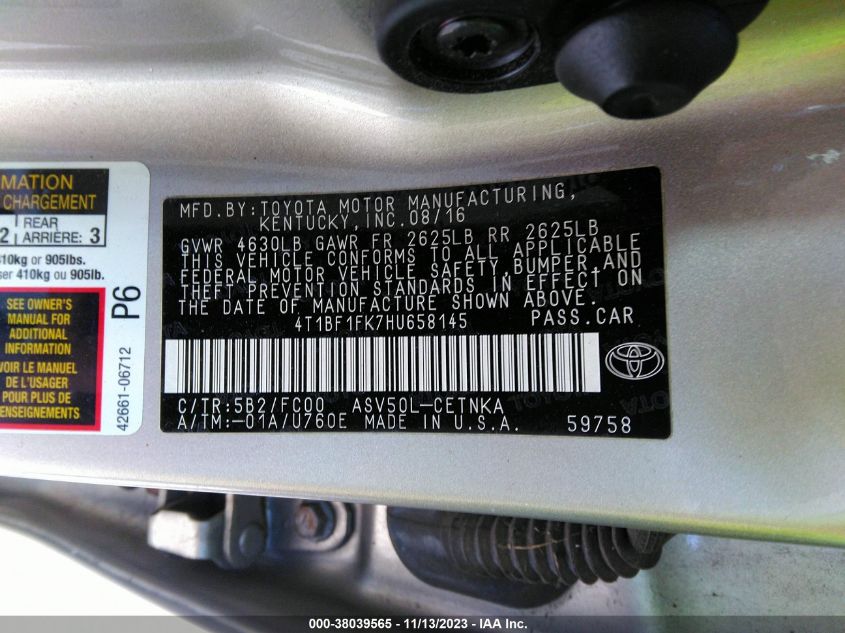 MATION
CHARGEMENT
2 REAR ARRIÈRE: 3
810kg or 905lbs.
ser 410kg ou 905lb.
SEE OWNER'S
MANUAL FOR
ADDITIONAL
INFORMATION
VOIR LE MANUEL
DE L'USAGER
POUR PLUS DE
RENSEIGNEMENTS
P6
42661-06712
MFD. BY: TOYOTA MOTOR MANUFACTURING,
KENTUCKY, INC. 08/16
GVWR 4630LB GAWR FR 2625LB RR 2625LB
THIS VEHICLE CONFORMS TO ALL APPLICABLE
FEDERAL MOTOR VEHICLE SAFETY, BUMPER, AND
THEFT PREVENTION STANDARDS IN EFFECT ON
THE DATE OF MANUFACTURE SHOWN ABOVE.
4T1BF1FK7HU658145 PASS. CAR
C/TR: 5B2/FC00 ASV50L-CETNKA
A/TM: -01A/U760E MADE IN U.S.A. 59758
000-38039565 - 11/13/2023 - IAA Inc.